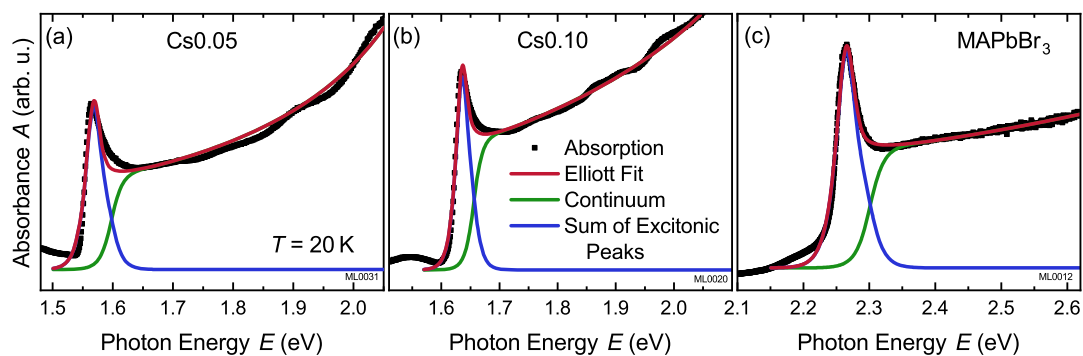 Absorbance A (arb. u.)
(a) Cs0.05
T = 20 K
ML0031
1.5 1.6 1.7 1.8 1.9 2.0
Photon Energy E (eV)
(b) Cs0.10
Absorption
Elliott Fit
Continuum
Sum of Excitonic
Peaks
ML0020
1.6 1.7 1.8 1.9 2.0
Photon Energy E (eV)
(c) MAPbBr3
ML0012
2.1 2.2 2.3 2.4 2.5 2.6
Photon Energy E (eV)